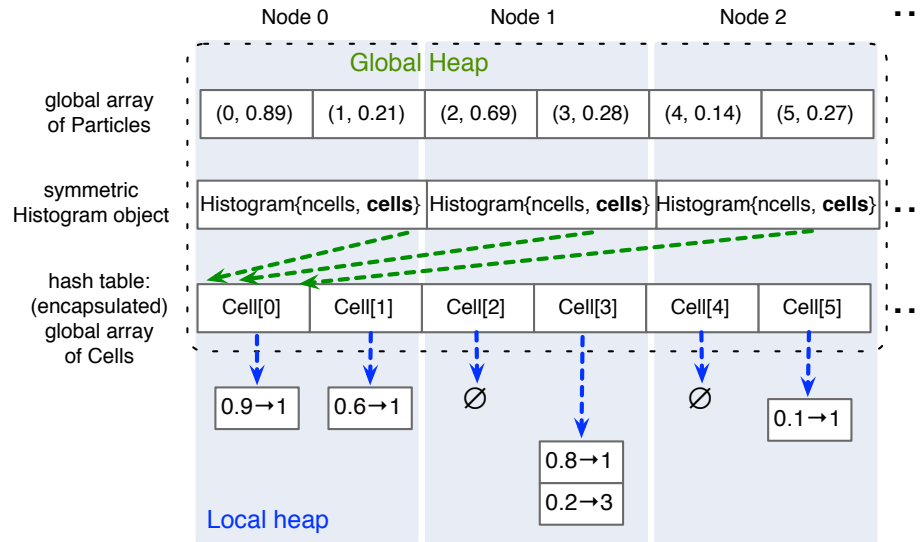 Node 0 Node 1 Node 2 ..
Global Heap
global array
of Particles
(0, 0.89) (1, 0.21) (2, 0.69) (3, 0.28) (4, 0.14) (5, 0.27)
symmetric
Histogram object
Histogram{ncells, cells} Histogram{ncells, cells} Histogram{ncells, cells} ..
hash table:
(encapsulated)
global array
of Cells
Cell[0] Cell[1] Cell[2] Cell[3] Cell[4] Cell[5] ..
0.9→1 0.6→1 ∅ ∅ 0.1→1
0.8→1
0.2→3
Local heap